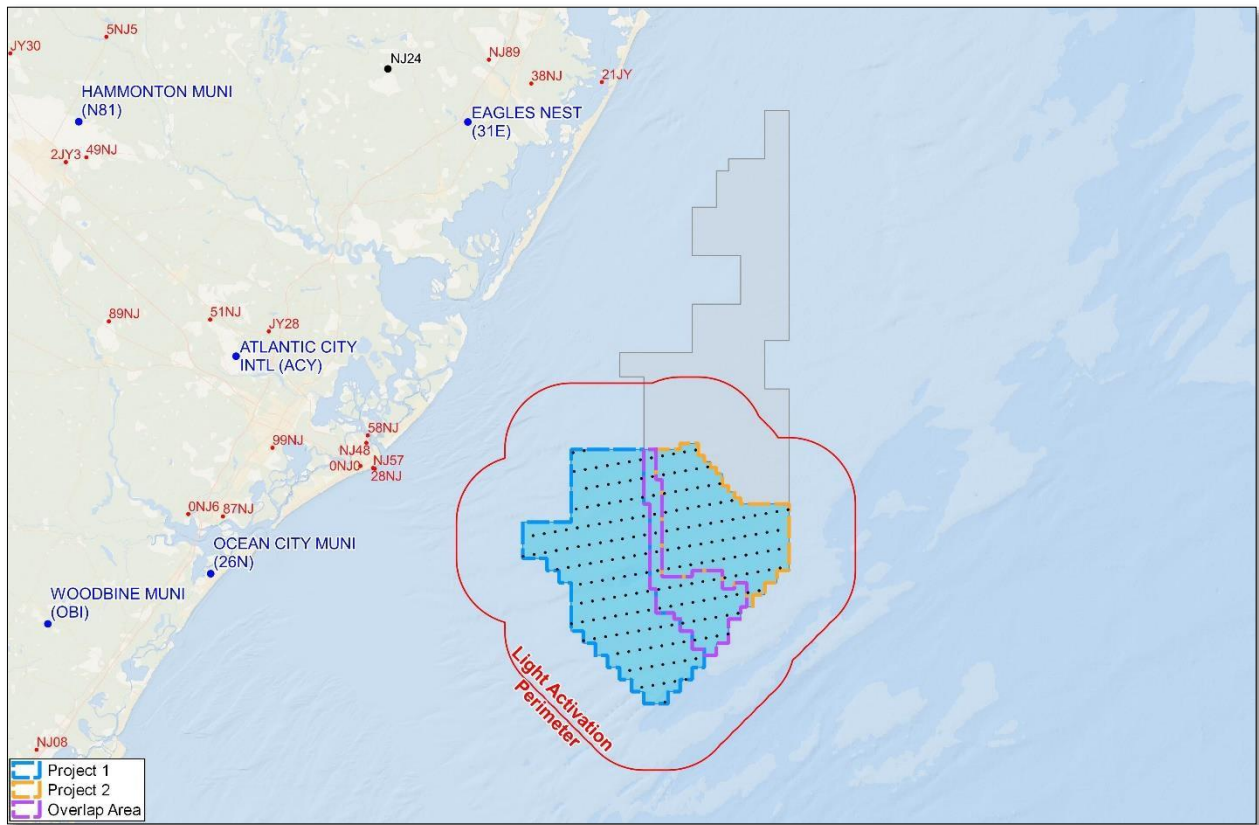 5NJ5
JY30
NJ24
NJ89
38NJ
21JY
HAMMONTON MUNI
(N81)
EAGLES NEST
(31E)
2JY3
49NJ
89NJ
51NJ
JY28
ATLANTIC CITY
INTL (ACY)
58NJ
99NJ
NJ48
0NJ0
NJ57
28NJ
0NJ6
87NJ
OCEAN CITY MUNI
(26N)
WOODBINE MUNI
(OBI)
Light Activation
Perimeter
NJ08
Project 1
Project 2
Overlap Area